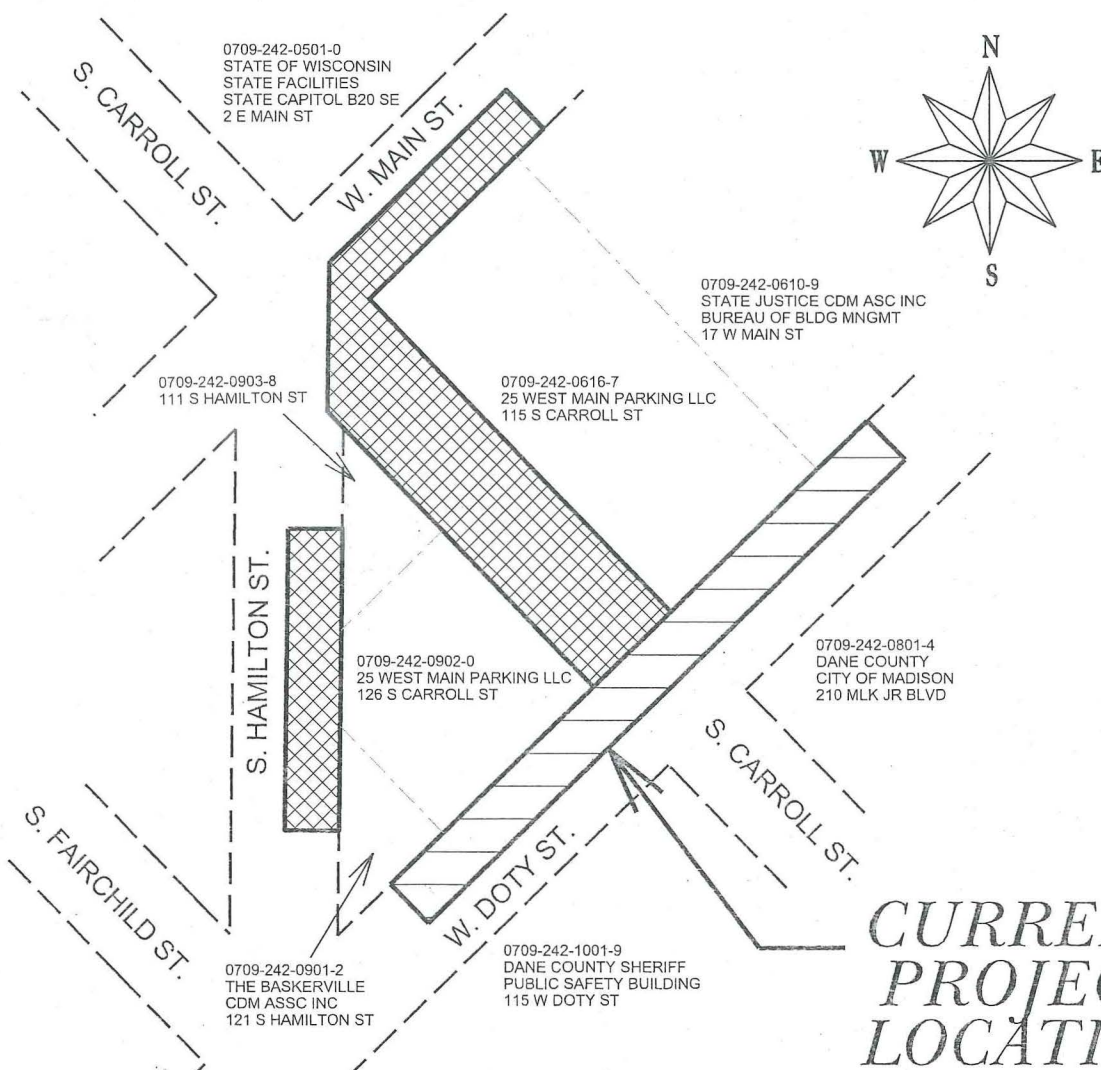 0709-242-0501-0
STATE OF WISCONSIN
STATE FACILITIES
STATE CAPITOL B20 SE
2 E MAIN ST
S. CARROLL ST.
W. MAIN ST.
N
W
E
S
0709-242-0610-9
STATE JUSTICE CDM ASC INC
BUREAU OF BLDG MNGMT
17 W MAIN ST
0709-242-0903-8
111 S HAMILTON ST
0709-242-0616-7
25 WEST MAIN PARKING LLC
115 S CARROLL ST
S. HAMILTON ST.
0709-242-0902-0
25 WEST MAIN PARKING LLC
126 S CARROLL ST
0709-242-0801-4
DANE COUNTY
CITY OF MADISON
210 MLK JR BLVD
S. CARROLL ST.
S. FAIRCHILD ST.
W. DOTY ST.
0709-242-0901-2
THE BASKERVILLE
CDM ASSC INC
121 S HAMILTON ST
0709-242-1001-9
DANE COUNTY SHERIFF
PUBLIC SAFETY BUILDING
115 W DOTY ST